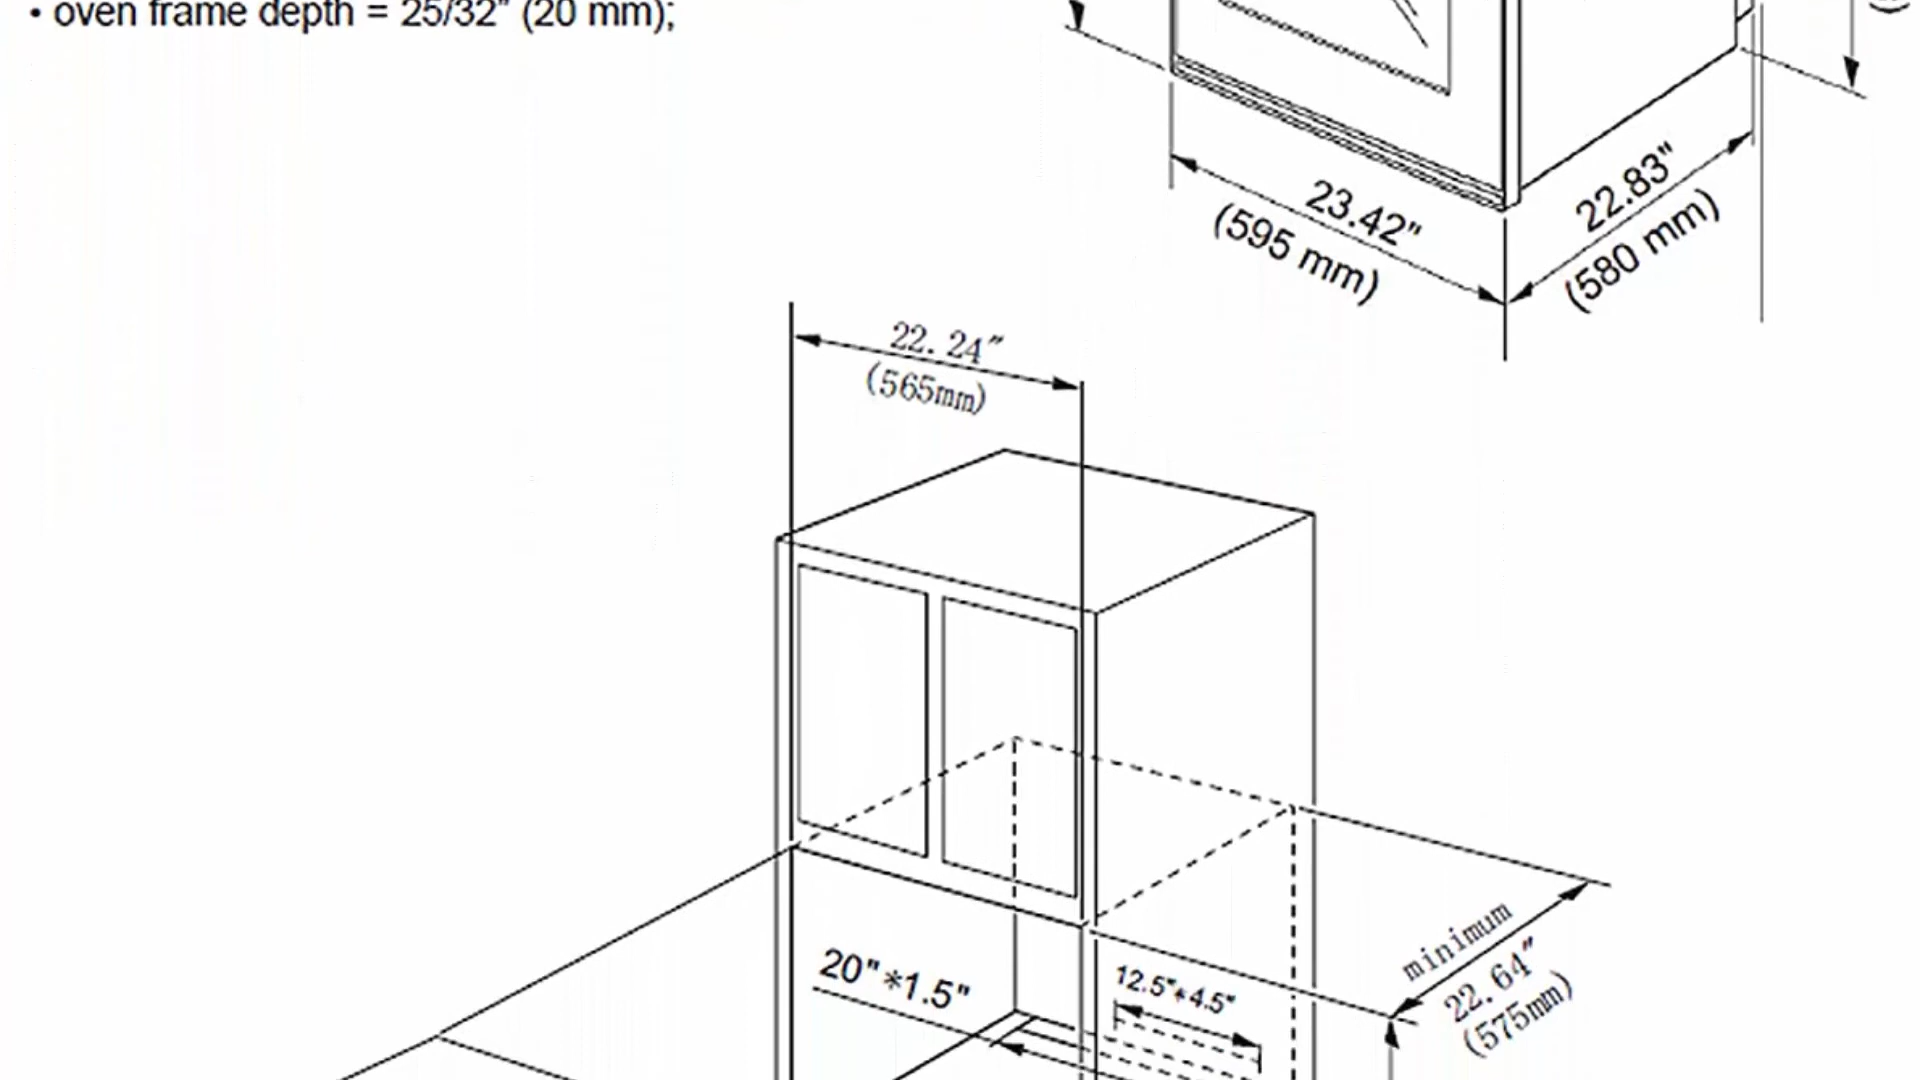 • oven frame depth = 25/32" (20 mm);
23.42"
(595 mm)
22.83"
(580 mm)
22.24"
(565mm)
20"*1.5"
12.5"*4.5"
minimum
22.64"
(575mm)